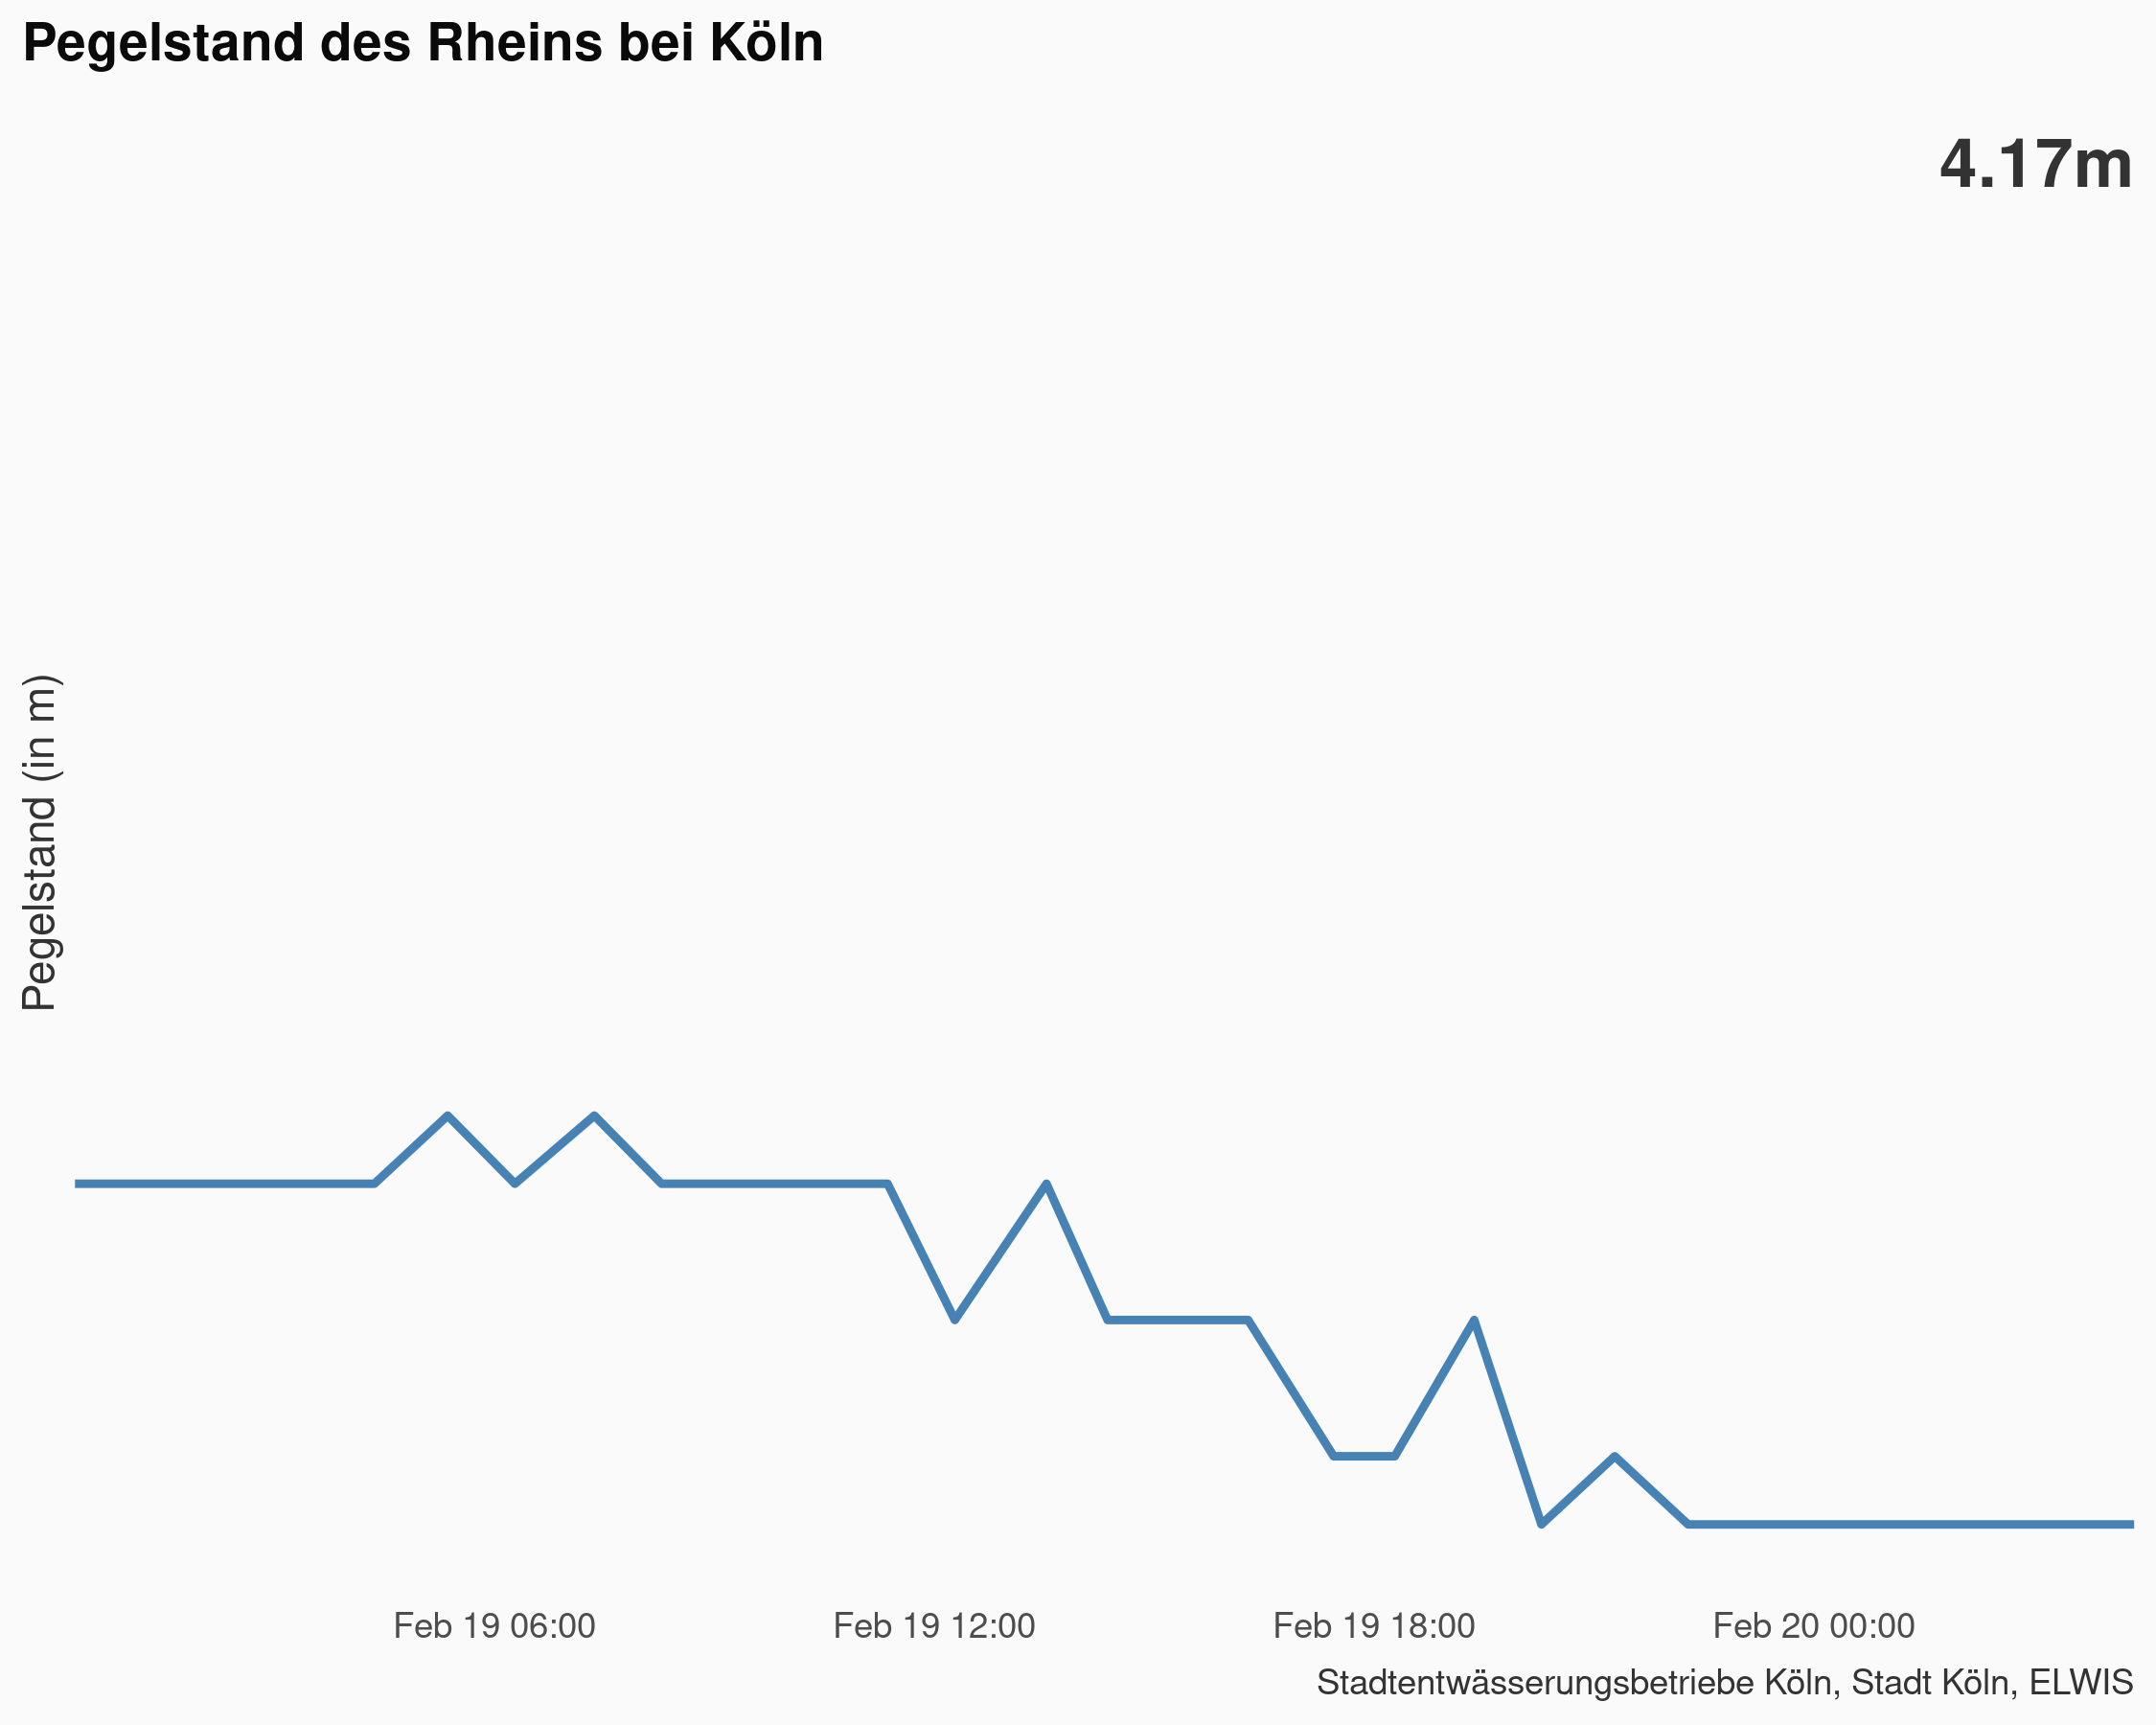 Pegelstand des Rheins bei Köln
4.17m
Pegelstand (in m)
Feb 19 06:00
Feb 19 12:00
Feb 19 18:00
Feb 20 00:00
Stadtentwässerungsbetriebe Köln, Stadt Köln, ELWIS